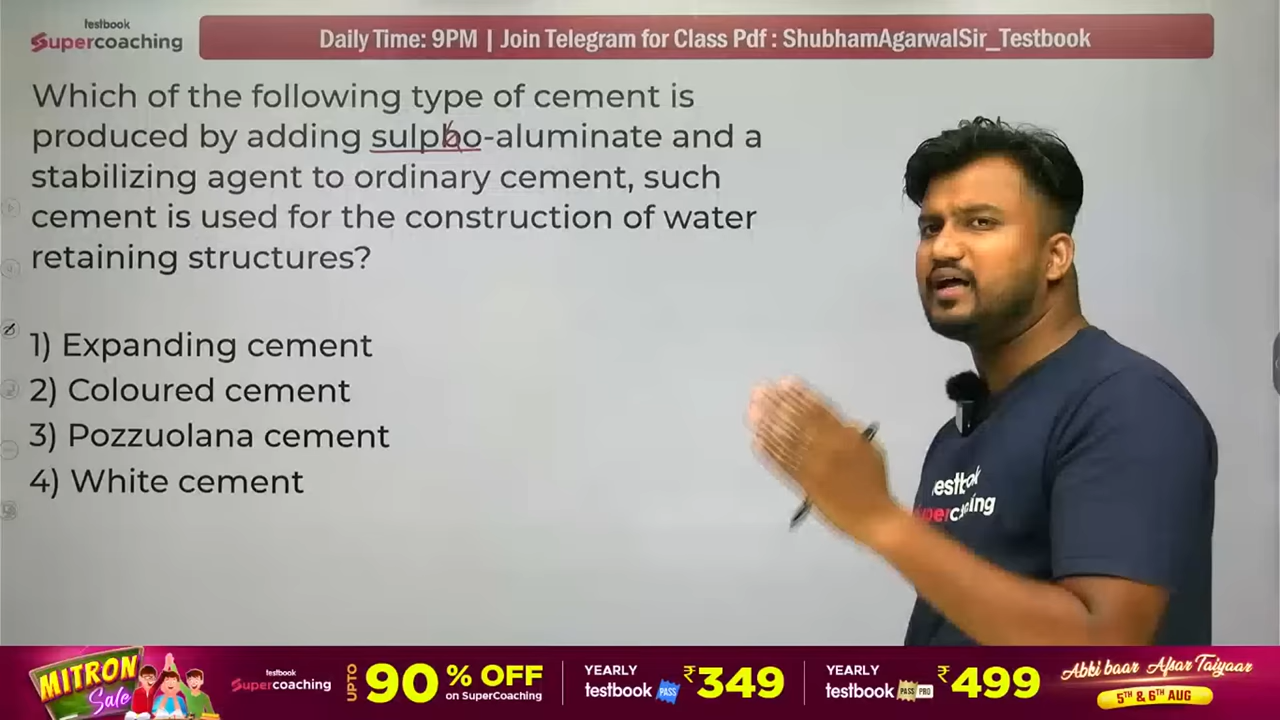 testbook
Supercoaching
Daily Time: 9PM | Join Telegram for Class Pdf : ShubhamAgarwalSir_Testbook
Which of the following type of cement is
produced by adding sulpho-aluminate and a
stabilizing agent to ordinary cement, such
cement is used for the construction of water
retaining structures?
1) Expanding cement
2) Coloured cement
3) Pozzuolana cement
4) White cement
testbook
Supercoaching
MITRON
Sale
testbook
Supercoaching
UPTO 90% OFF
on SuperCoaching
YEARLY
testbook PASS
₹349
YEARLY
testbook PASS PRO
₹499
Abki baar Afsar Taiyaar
5TH & 6TH AUG